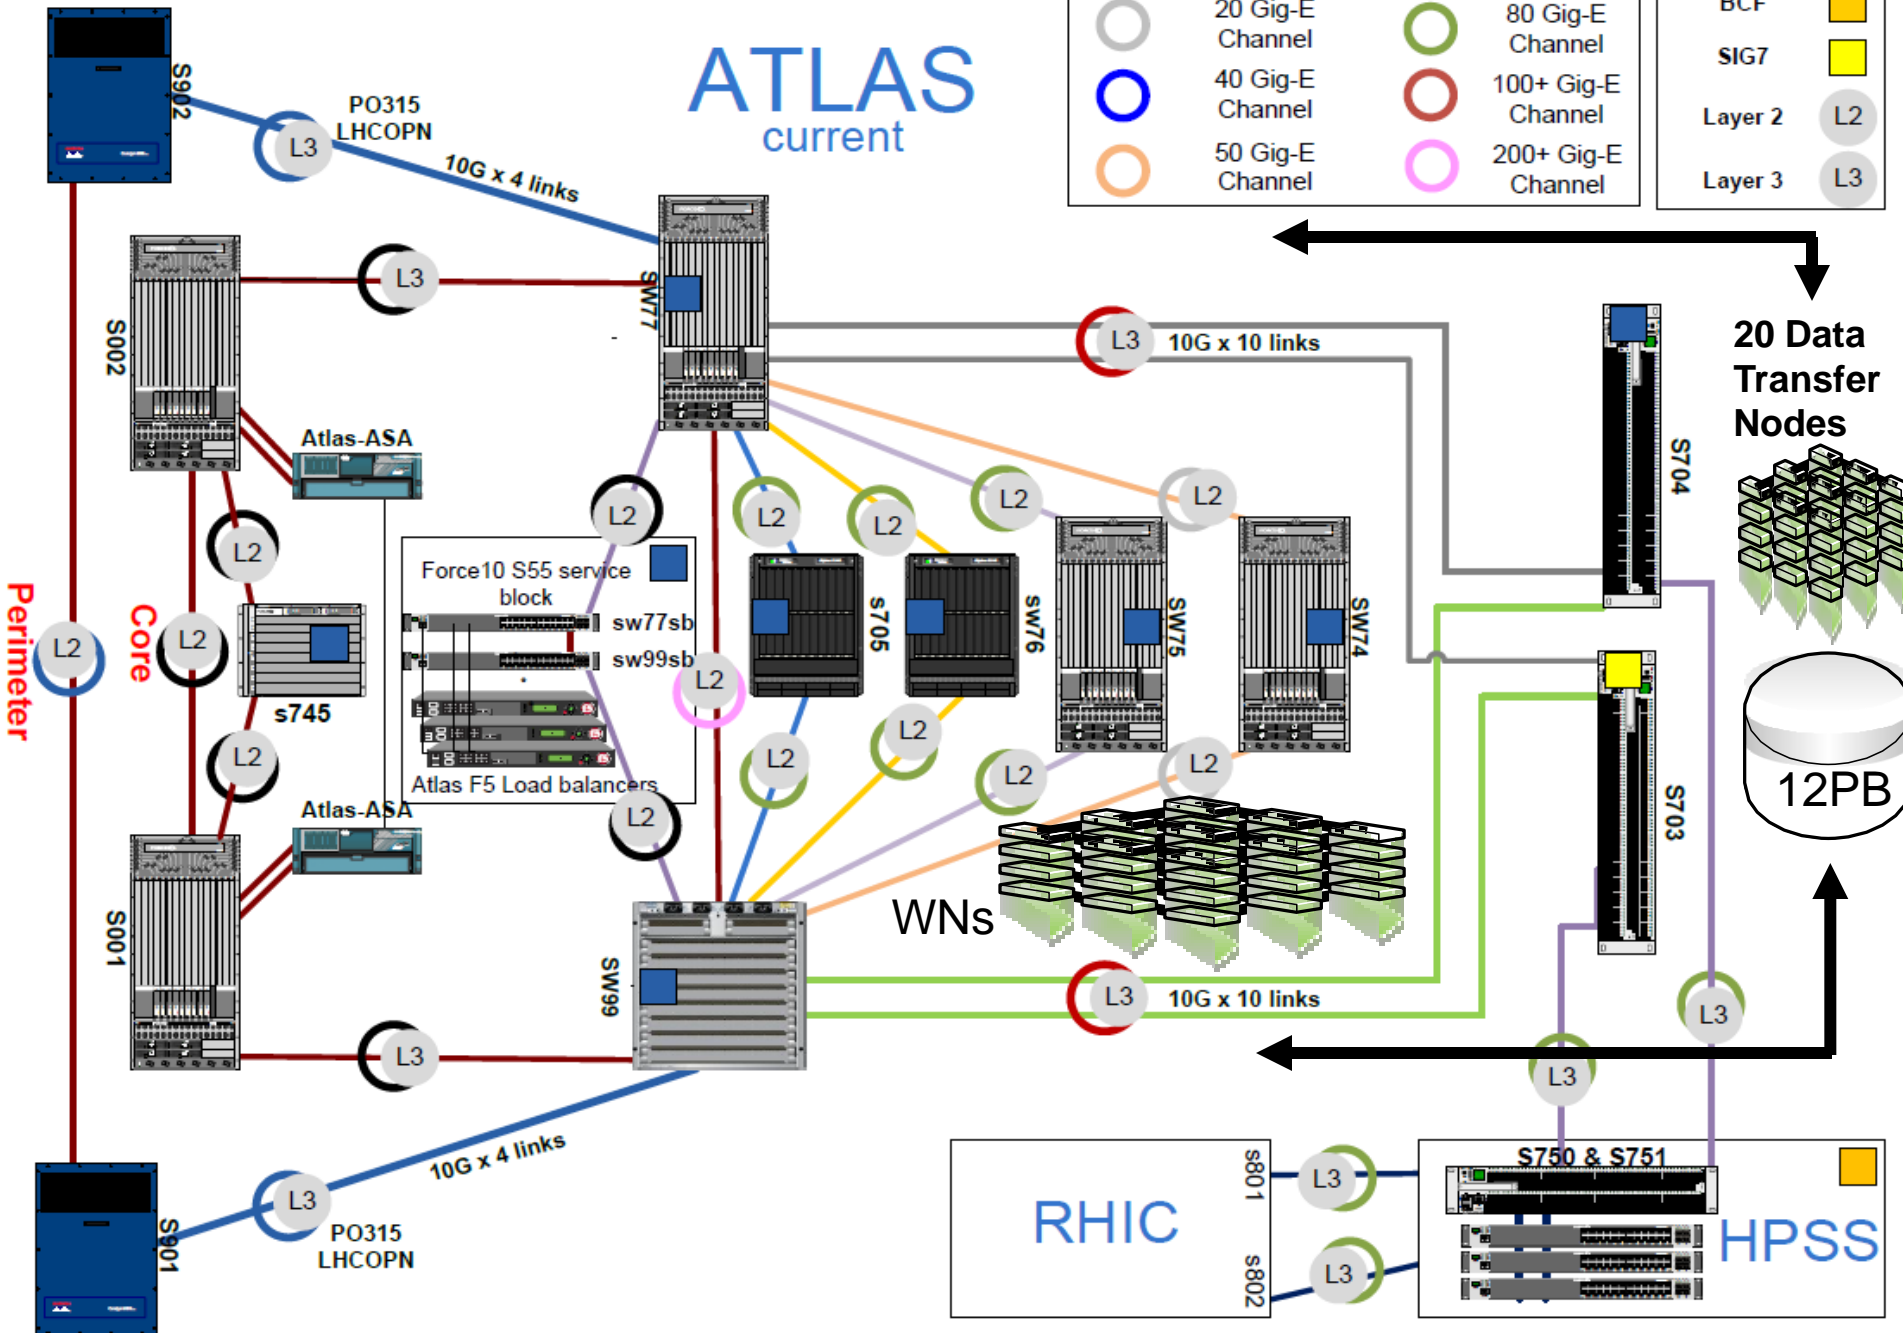 ATLAS
current
20 Gig-E
Channel
80 Gig-E
Channel
40 Gig-E
Channel
100+ Gig-E
Channel
50 Gig-E
Channel
200+ Gig-E
Channel
BCF
SIG7
Layer 2
L2
Layer 3
L3
S902
PO315
LHCOPN
L3
10G x 4 links
S002
L3
SW77
L3
10G x 10 links
20 Data
Transfer
Nodes
S704
Atlas-ASA
L2
L2
L2
L2
L2
L2
Force10 S55 service
block
sw77sb
sw99sb
Atlas F5 Load balancers
s705
sw76
SW75
SW74
Perimeter
L2
Core
L2
s745
L2
L2
L2
L2
L2
L2
L2
S703
12PB
Atlas-ASA
S001
SW99
WNs
L3
L3
10G x 10 links
L3
L3
S901
L3
10G x 4 links
PO315
LHCOPN
RHIC
s801
s802
L3
L3
S750 & S751
HPSS